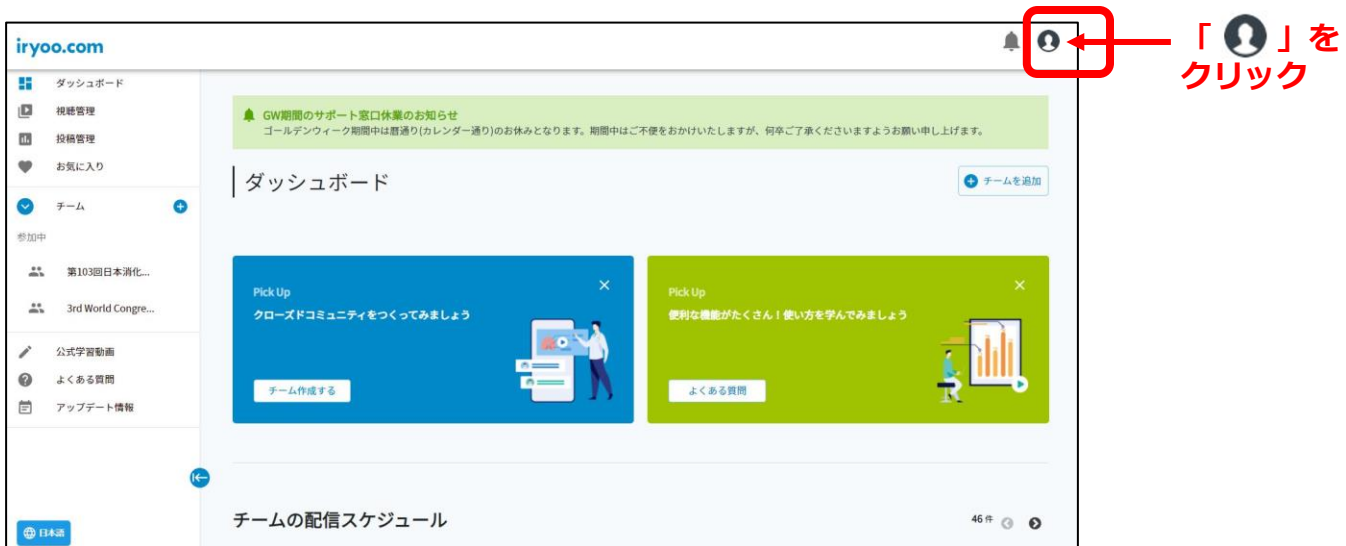 iryoo.com
「 」を
クリック
ダッシュボード
視聴管理
投稿管理
お気に入り
チーム
参加中
第103回日本消化...
3rd World Congre...
公式学習動画
よくある質問
アップデート情報
日本語
GW期間のサポート窓口休業のお知らせ
ゴールデンウィーク期間中は暦通り(カレンダー通り)のお休みとなります。期間中はご不便をおかけいたしますが、何卒ご了承くださいますようお願い申し上げます。
ダッシュボード
チームを追加
Pick Up
クローズドコミュニティをつくってみましょう
チーム作成する
Pick Up
便利な機能がたくさん！使い方を学んでみましょう
よくある質問
チームの配信スケジュール
46件